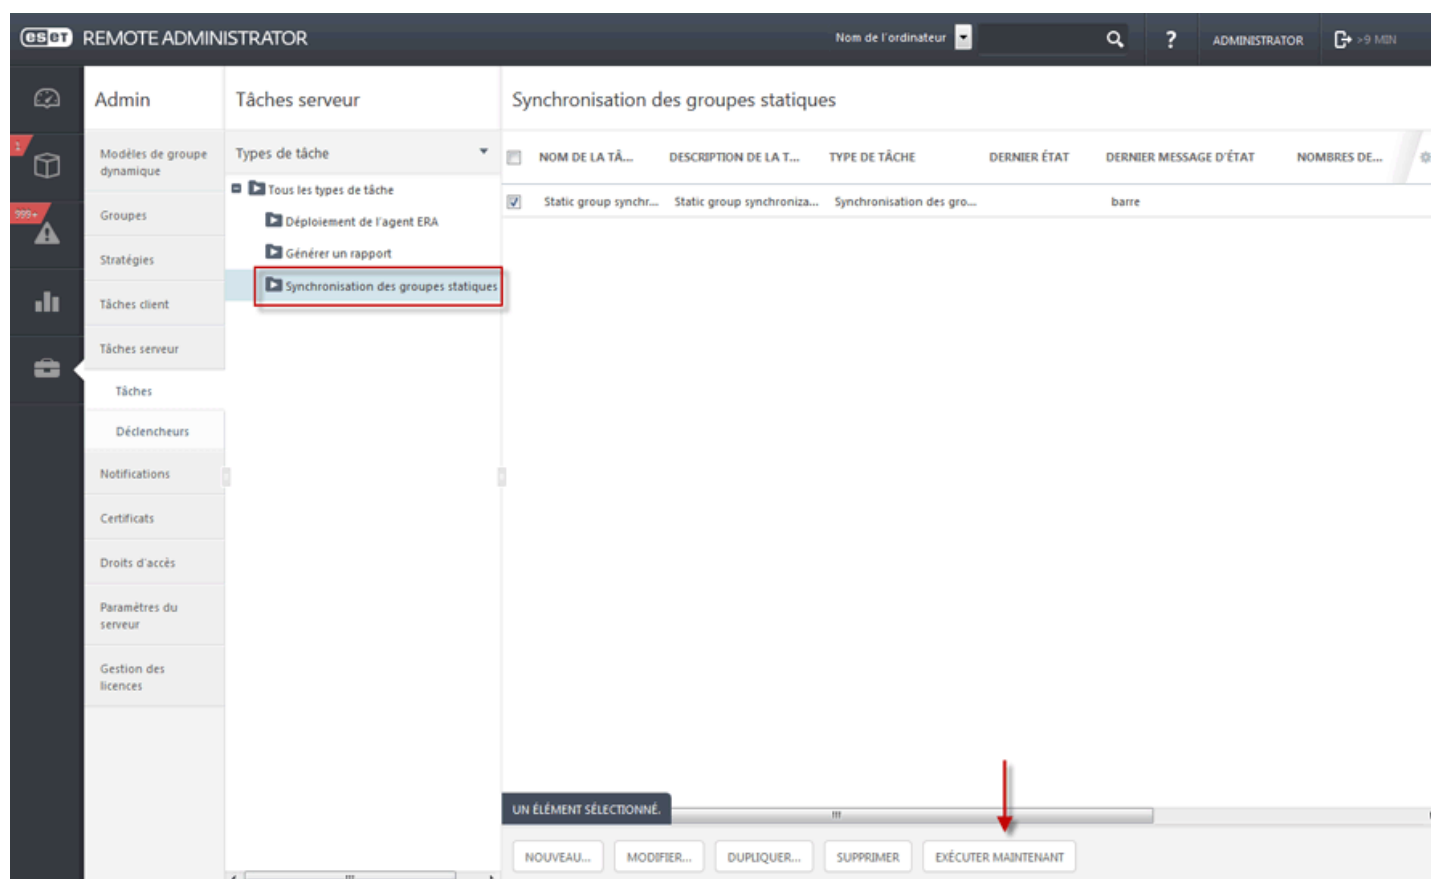 eset REMOTE ADMINISTRATOR
Nom de l'ordinateur
?
ADMINISTRATOR
>9 MIN
1
999+
Admin
Modèles de groupe
dynamique
Groupes
Stratégies
Tâches client
Tâches serveur
Tâches
Déclencheurs
Notifications
Certificats
Droits d'accès
Paramètres du
serveur
Gestion des
licences
Tâches serveur
Types de tâche
Tous les types de tâche
Déploiement de l'agent ERA
Générer un rapport
Synchronisation des groupes statiques
Synchronisation des groupes statiques
NOM DE LA TÂ... DESCRIPTION DE LA T... TYPE DE TÂCHE DERNIER ÉTAT DERNIER MESSAGE D'ÉTAT NOMBRES DE...
Static group synchr... Static group synchroniza... Synchronisation des gro... barre
UN ÉLÉMENT SÉLECTIONNÉ.
NOUVEAU... MODIFIER... DUPLIQUER... SUPPRIMER EXÉCUTER MAINTENANT